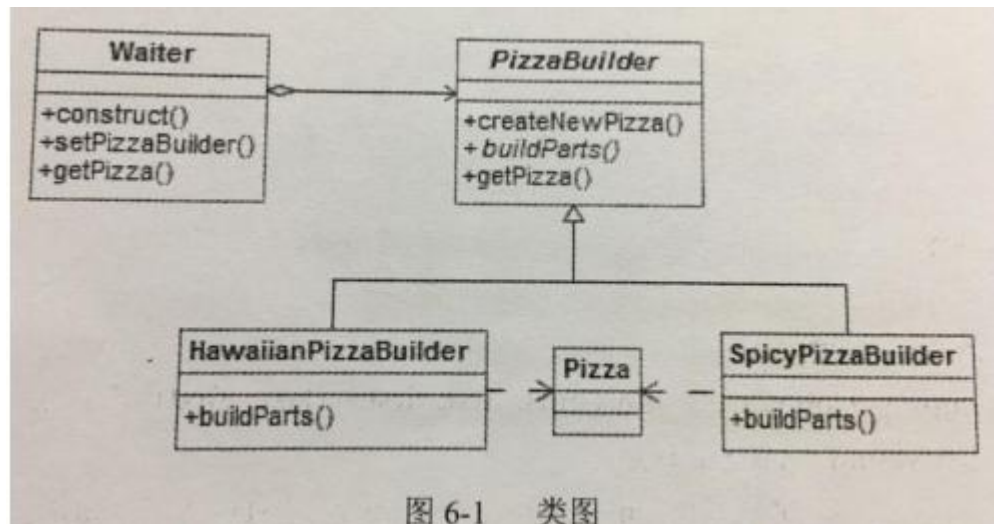 Waiter
+construct()
+setPizzaBuilder()
+getPizza()
PizzaBuilder
+createNewPizza()
+ buildParts()
+getPizza()
HawaiianPizzaBuilder
+buildParts()
Pizza
SpicyPizzaBuilder
+buildParts()
图 6-1 类图